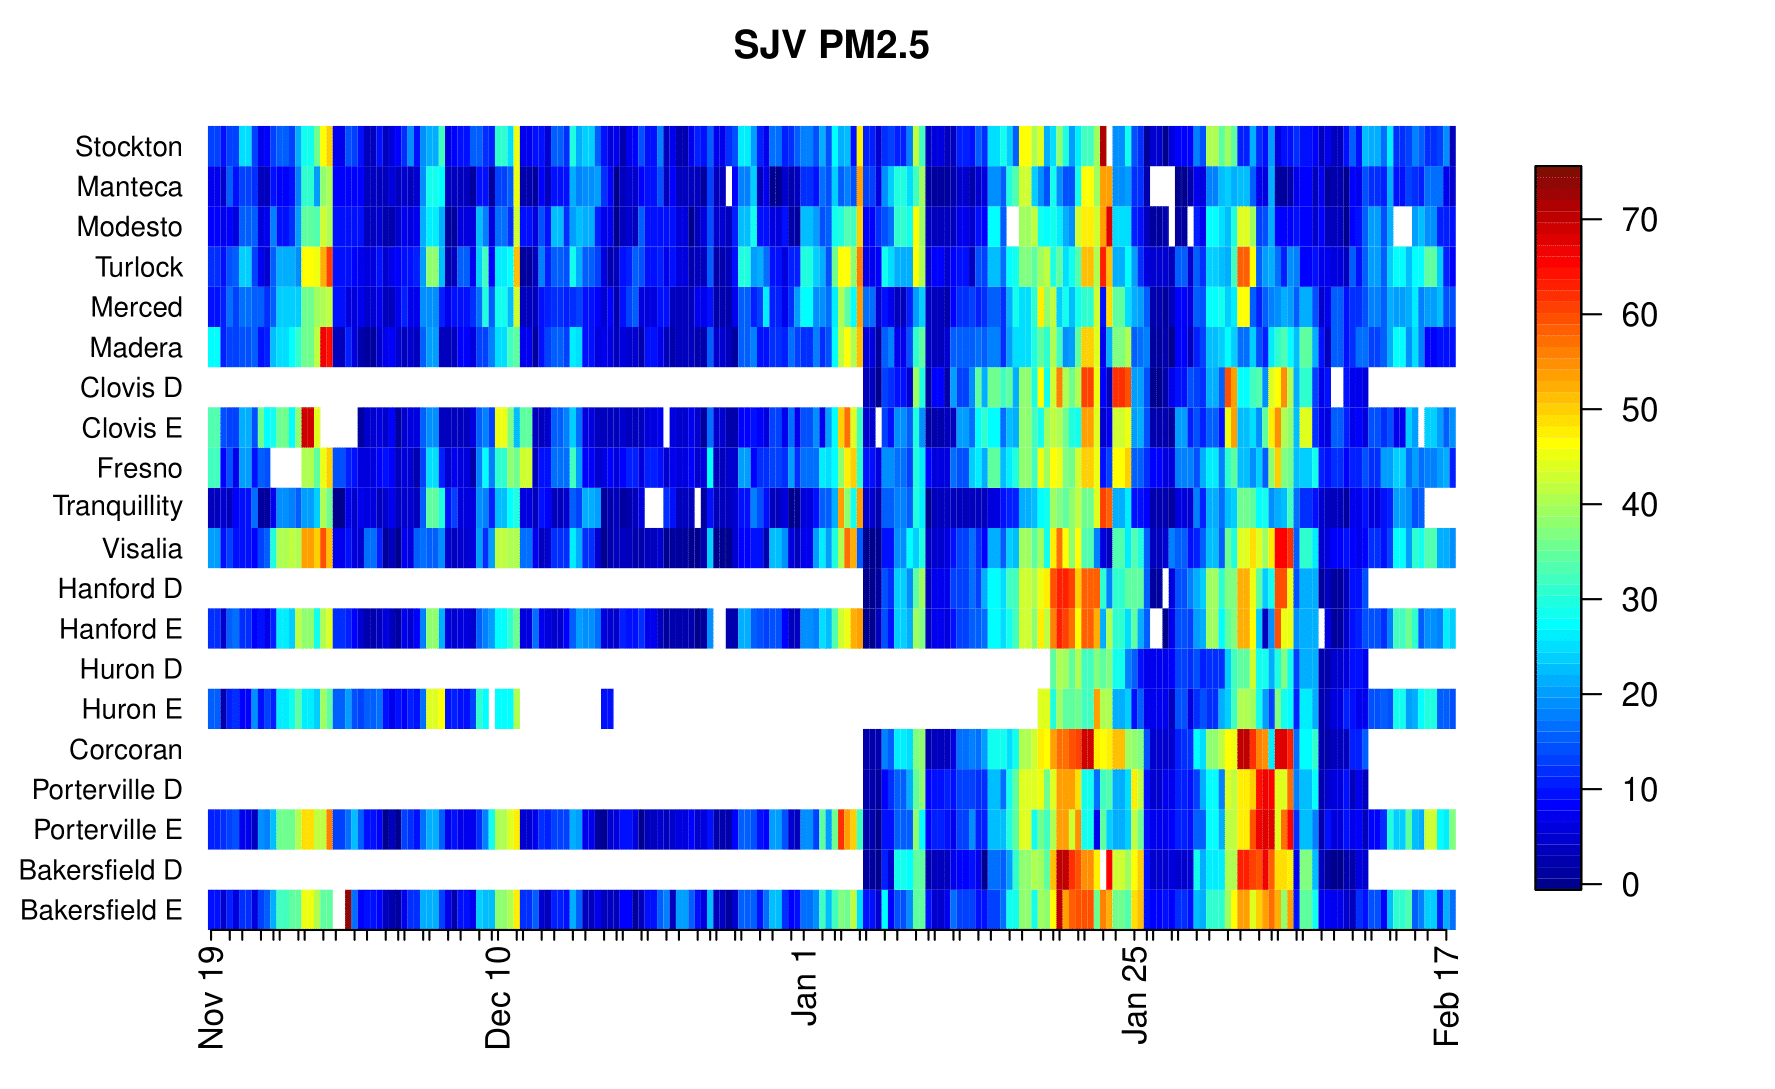 SJV PM2.5
Stockton
Manteca
Modesto
Turlock
Merced
Madera
Clovis D
Clovis E
Fresno
Tranquillity
Visalia
Hanford D
Hanford E
Huron D
Huron E
Corcoran
Porterville D
Porterville E
Bakersfield D
Bakersfield E
Nov 19
Dec 10
Jan 1
Jan 25
Feb 17
70
60
50
40
30
20
10
0